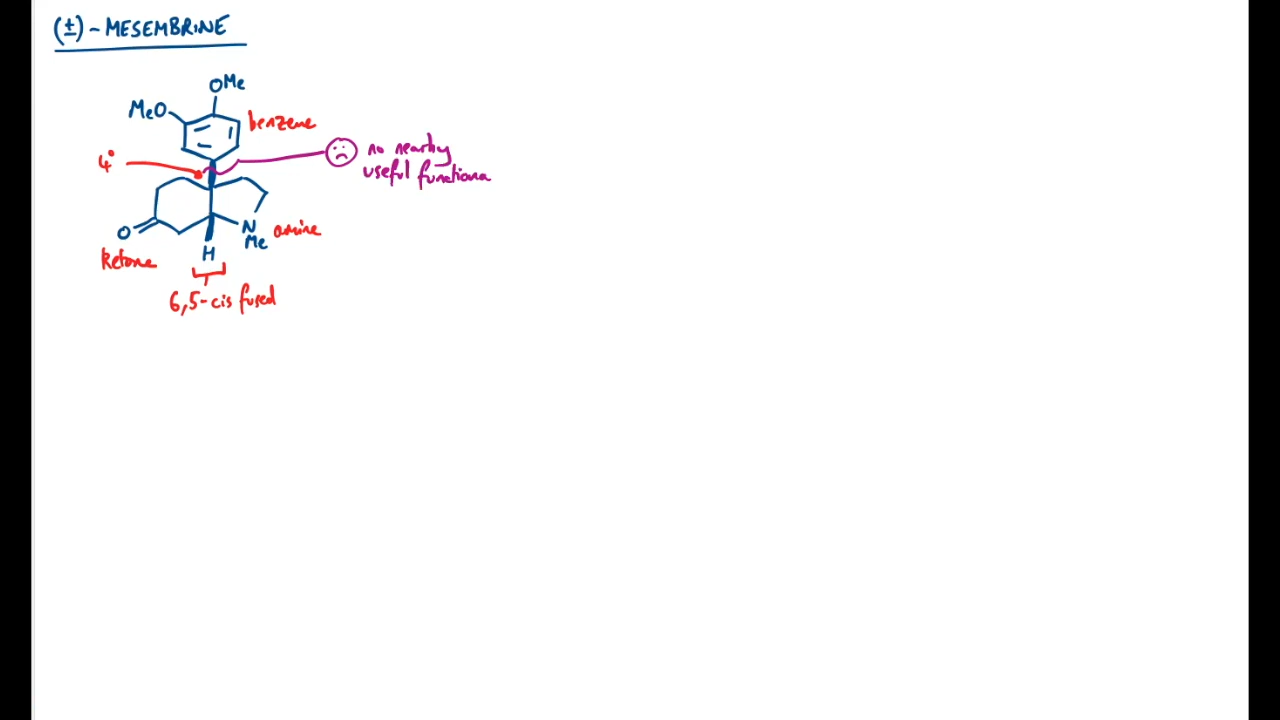 (±)-MESEMBRINE
OMe
MeO
benzene
4°
no nearby
useful functiona
O
N
Me
amine
H
ketone
6,5-cis fused